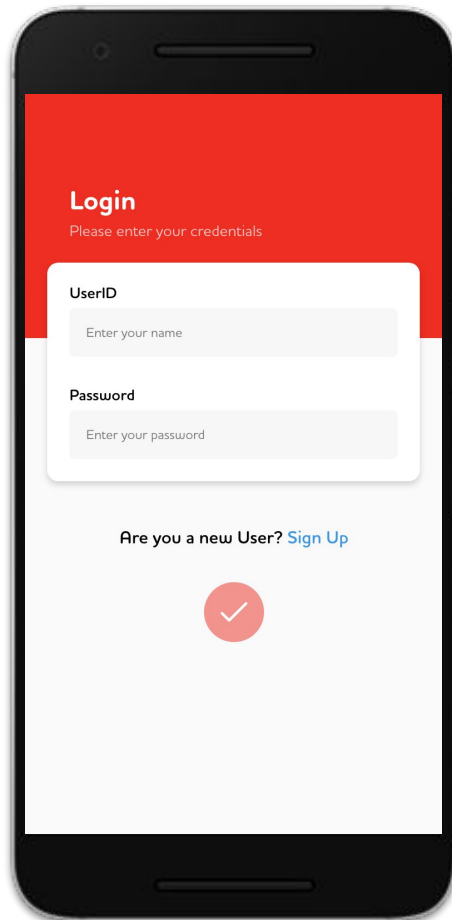 Login
Please enter your credentials
UserID
Enter your name
Password
Enter your password
Are you a new User? Sign Up